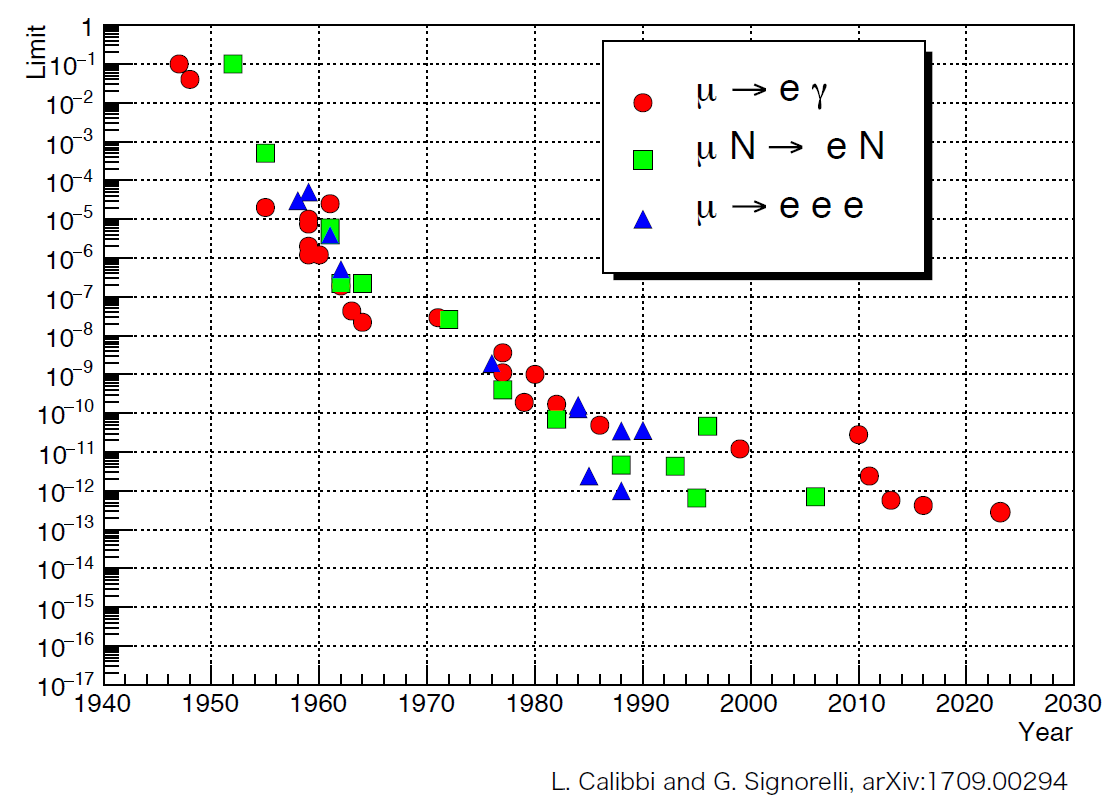 Limit
1
10⁻¹
10⁻²
10⁻³
10⁻⁴
10⁻⁵
10⁻⁶
10⁻⁷
10⁻⁸
10⁻⁹
10⁻¹⁰
10⁻¹¹
10⁻¹²
10⁻¹³
10⁻¹⁴
10⁻¹⁵
10⁻¹⁶
10⁻¹⁷
μ → e γ
μ N → e N
μ → e e e
1940 1950 1960 1970 1980 1990 2000 2010 2020 2030
Year
L. Calibbi and G. Signorelli, arXiv:1709.00294